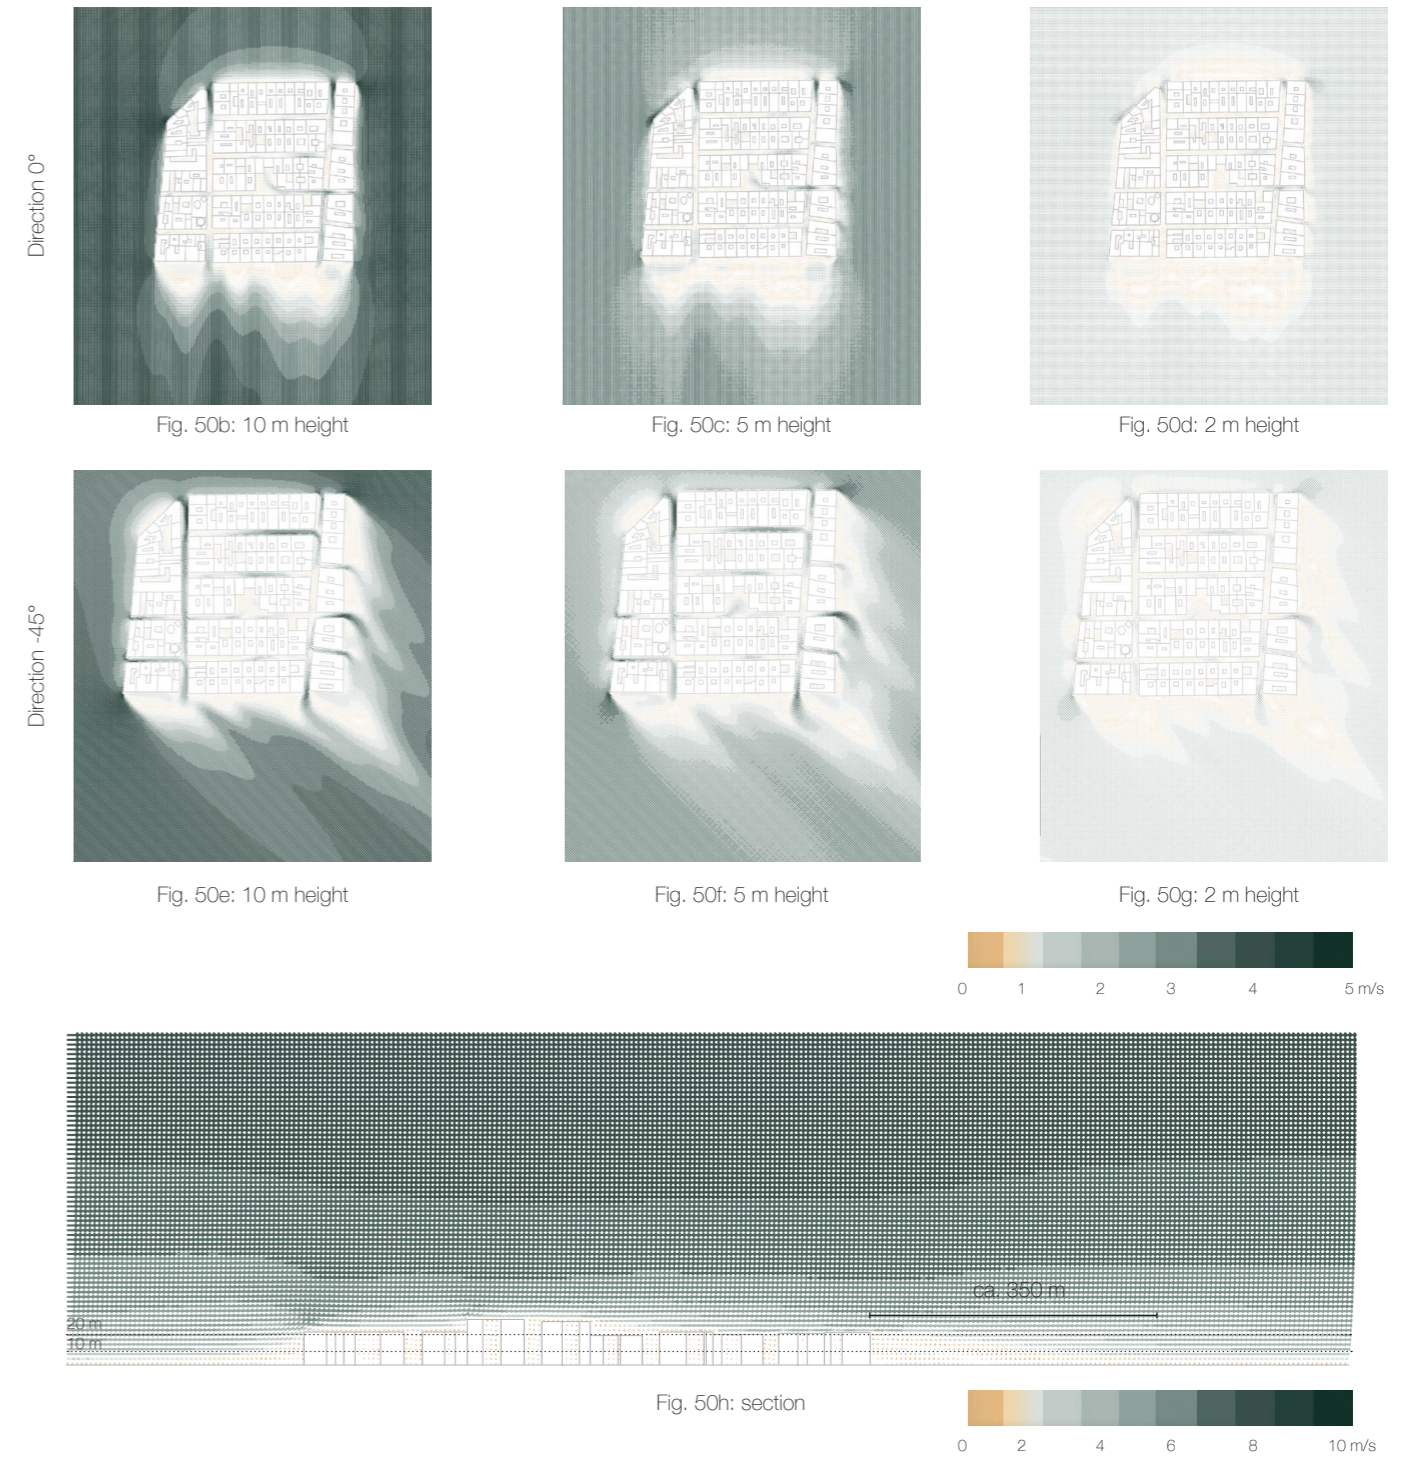 Direction 0°
Fig. 50b: 10 m height
Fig. 50c: 5 m height
Fig. 50d: 2 m height
Direction -45°
Fig. 50e: 10 m height
Fig. 50f: 5 m height
Fig. 50g: 2 m height
0 1 2 3 4 5 m/s
ca. 350 m
20 m
10 m
Fig. 50h: section
0 2 4 6 8 10 m/s